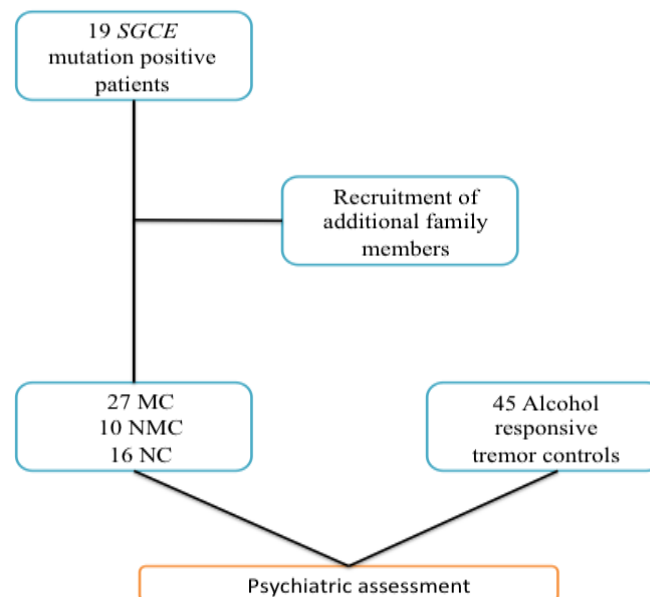 19 SGCE
mutation positive
patients
Recruitment of
additional family
members
27 MC
10 NMC
16 NC
45 Alcohol
responsive
tremor controls
Psychiatric assessment